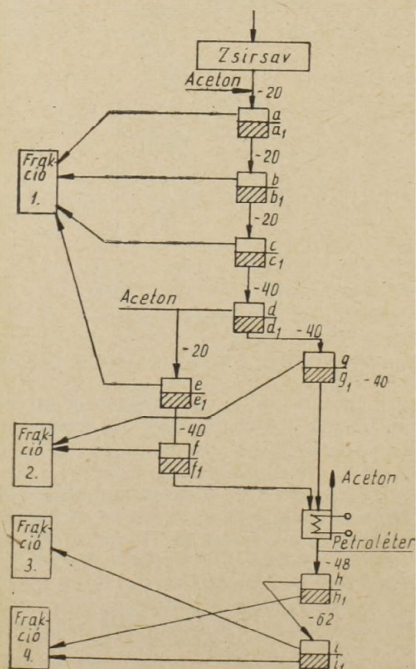 Zsírsav
Aceton
-20
a
a1
-20
Frak-
ció
1.
b
b1
-20
c
c1
-40
Aceton
d
d1
-40
-20
g
g1 -40
e
e1
-40
Frak-
ció
2.
f
f1
Aceton
Petroléter
Frak-
ció
3.
-48
h
h1
-62
Frak-
ció
4.
i
i1